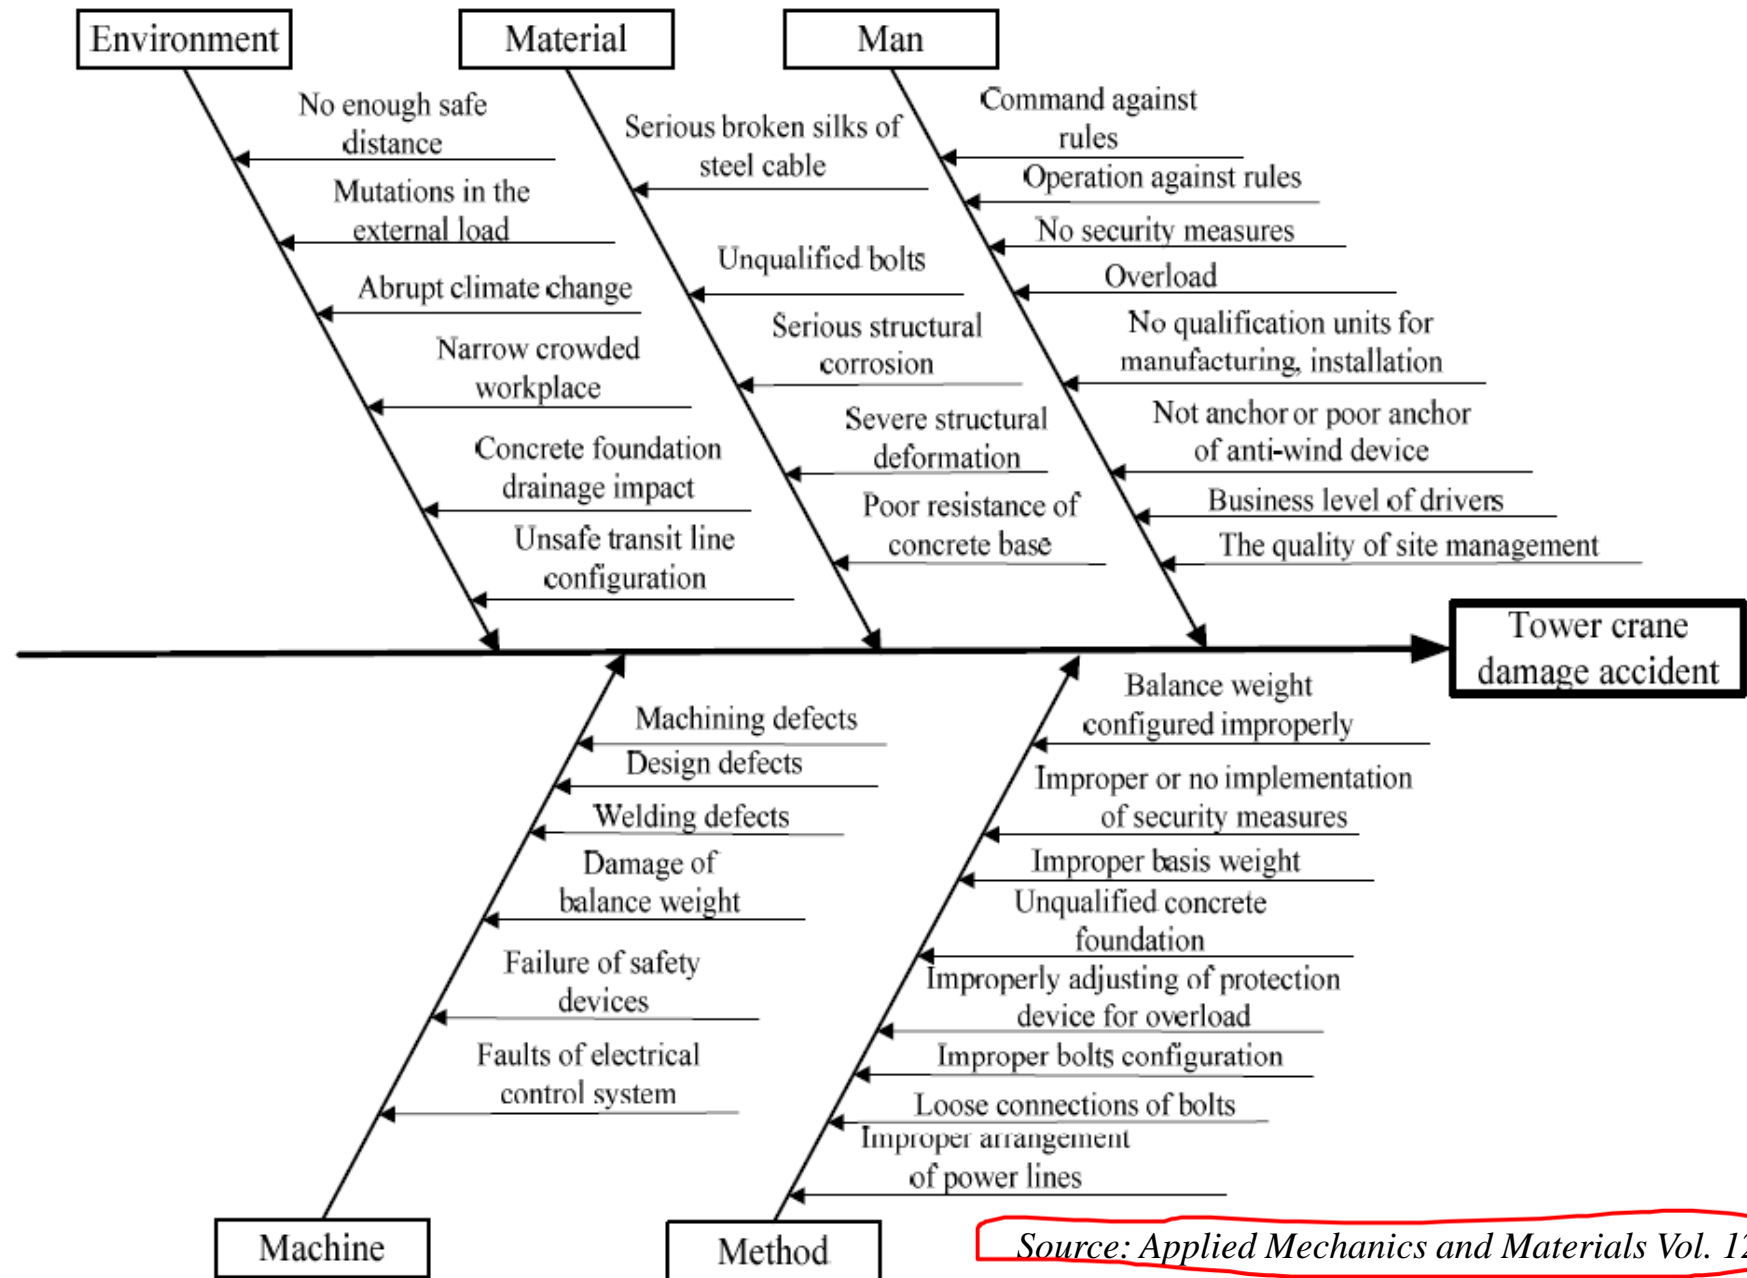 Environment
Material
Man
No enough safe
distance
Mutations in the
external load
Abrupt climate change
Narrow crowded
workplace
Concrete foundation
drainage impact
Unsafe transit line
configuration
Serious broken silks of
steel cable
Unqualified bolts
Serious structural
corrosion
Severe structural
deformation
Poor resistance of
concrete base
Command against
rules
Operation against rules
No security measures
Overload
No qualification units for
manufacturing, installation
Not anchor or poor anchor
of anti-wind device
Business level of drivers
The quality of site management
Tower crane
damage accident
Machining defects
Design defects
Welding defects
Damage of
balance weight
Failure of safety
devices
Faults of electrical
control system
Balance weight
configured improperly
Improper or no implementation
of security measures
Improper basis weight
Unqualified concrete
foundation
Improperly adjusting of protection
device for overload
Improper bolts configuration
Loose connections of bolts
Improper arrangement
of power lines
Machine
Method
Source: Applied Mechanics and Materials Vol.